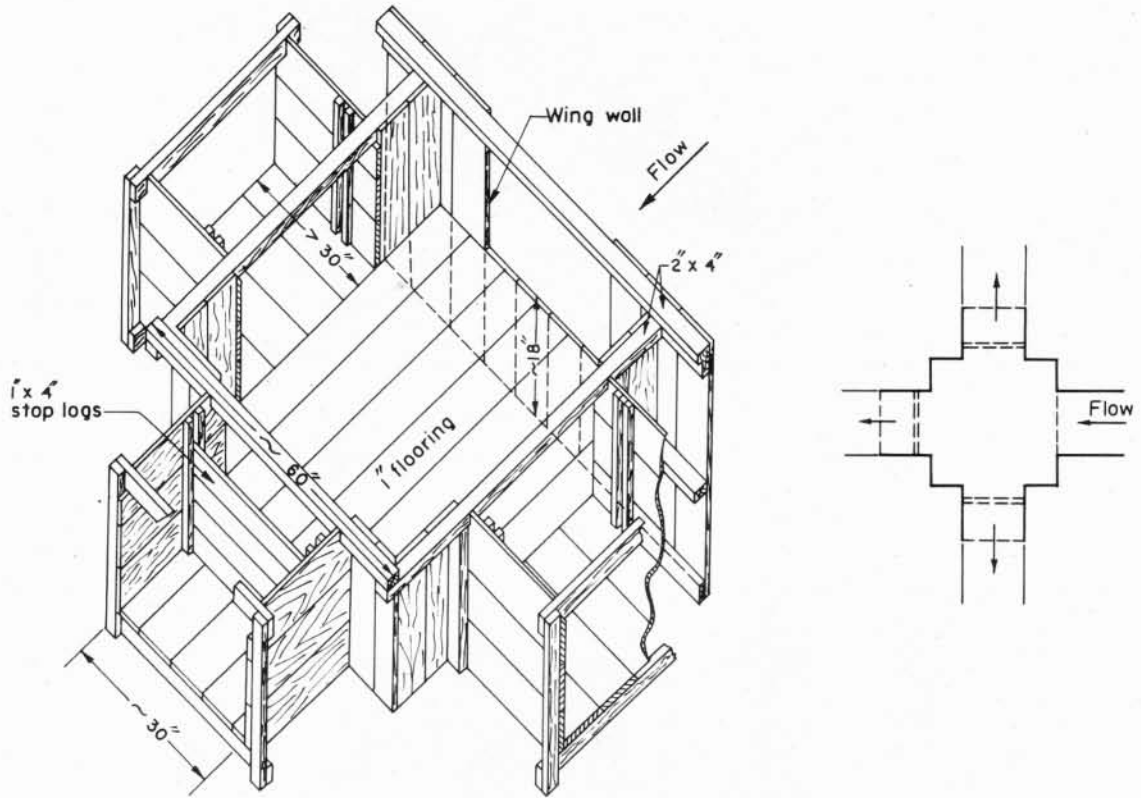 Wing wall
Flow
2" x 4"
> 30"
~18"
1" x 4"
stop logs
~ 60"
1" flooring
~ 30"
Flow